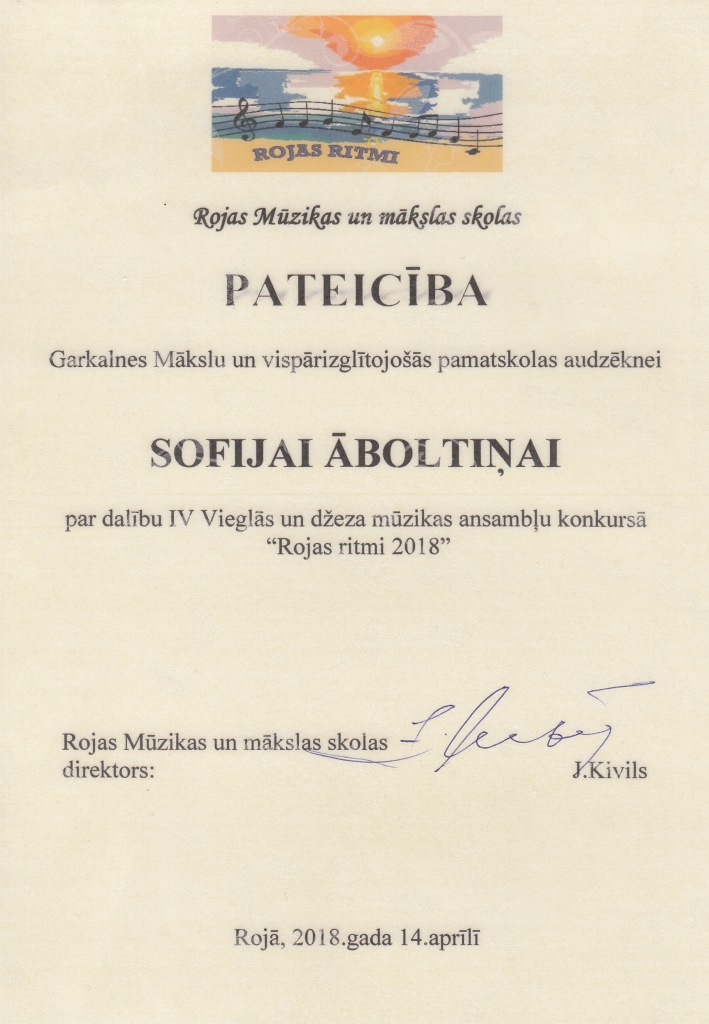 ROJAS RITMI
Rojas Mūzikas un mākslas skolas
PATEICĪBA
Garkalnes Mākslu un vispārizglītojošās pamatskolas audzēknei
SOFIJAI ĀBOLTIŅAI
par dalību IV Vieglās un džeza mūzikas ansambļu konkursā
“Rojas ritmi 2018”
Rojas Mūzikas un mākslas skolas
direktors: J.Kivils
Rojā, 2018.gada 14.aprīlī